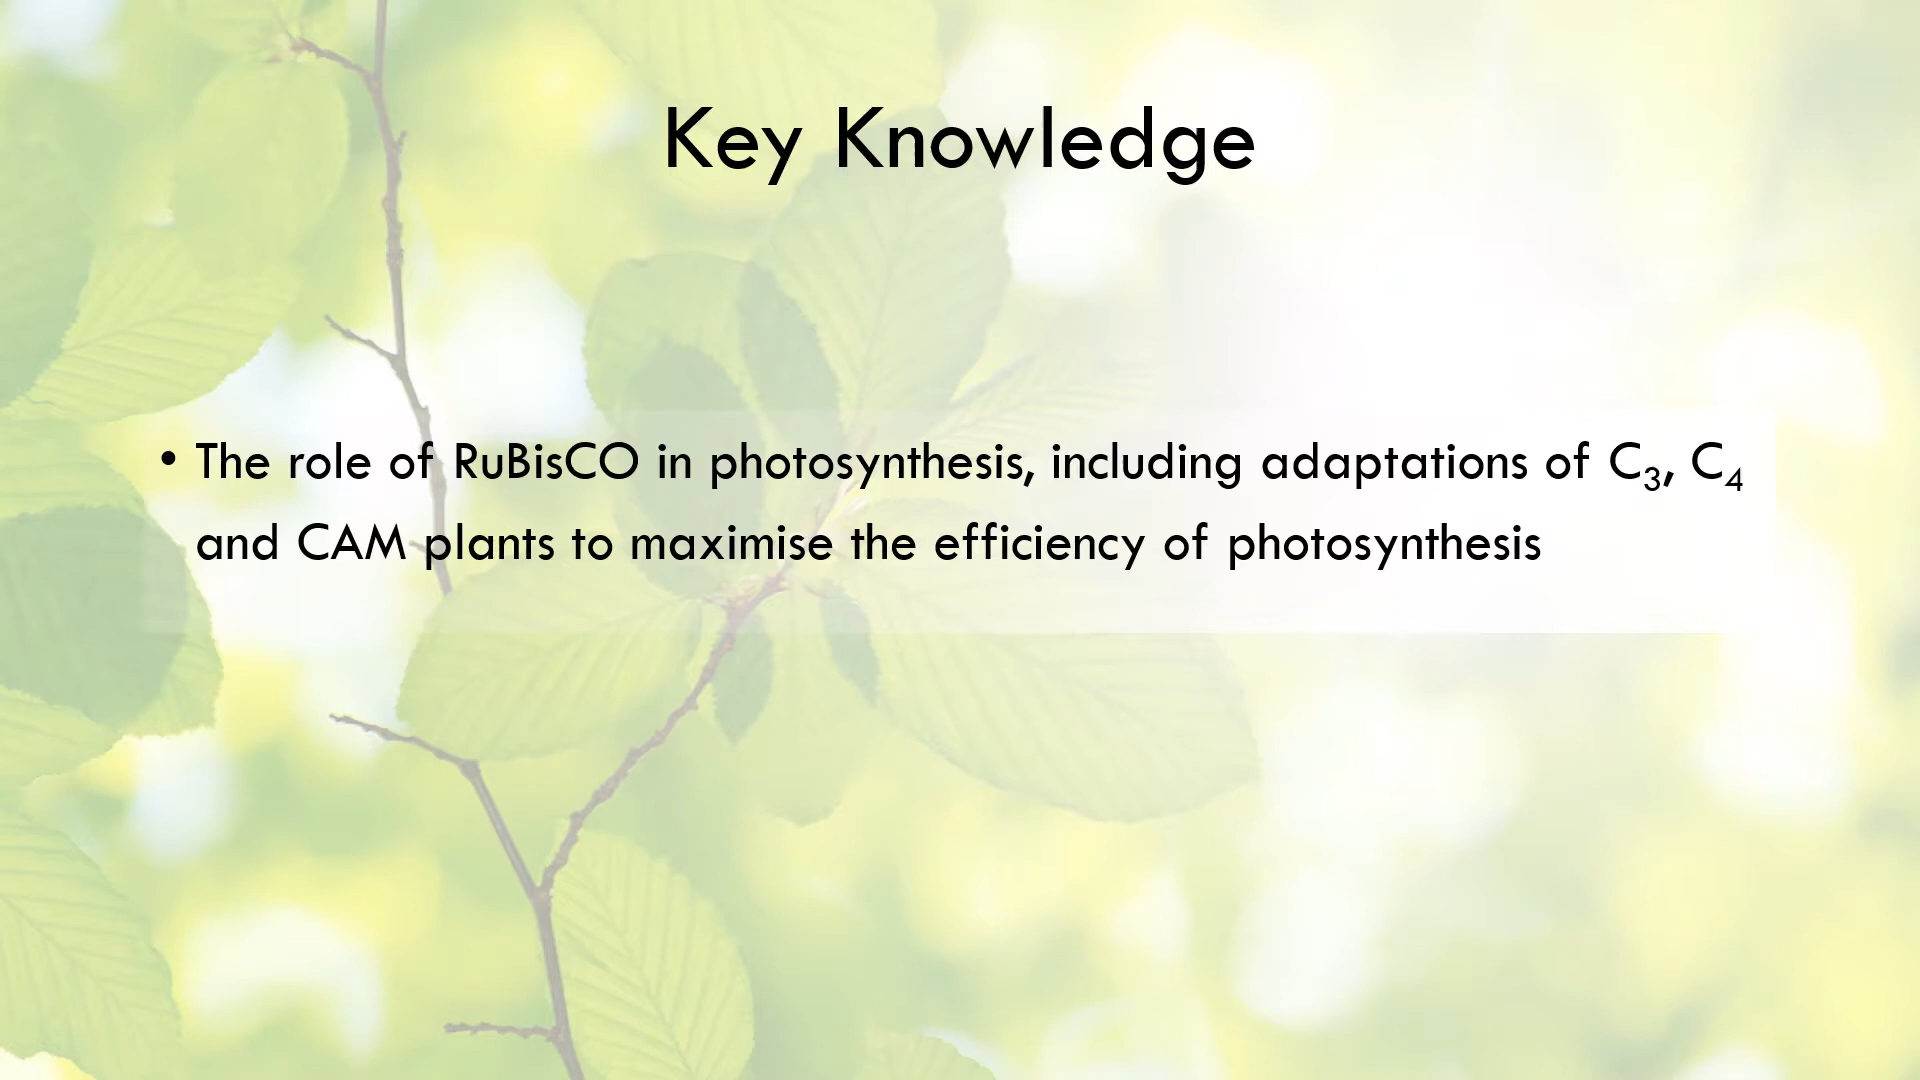 Key Knowledge
• The role of RuBisCO in photosynthesis, including adaptations of C₃, C₄
and CAM plants to maximise the efficiency of photosynthesis